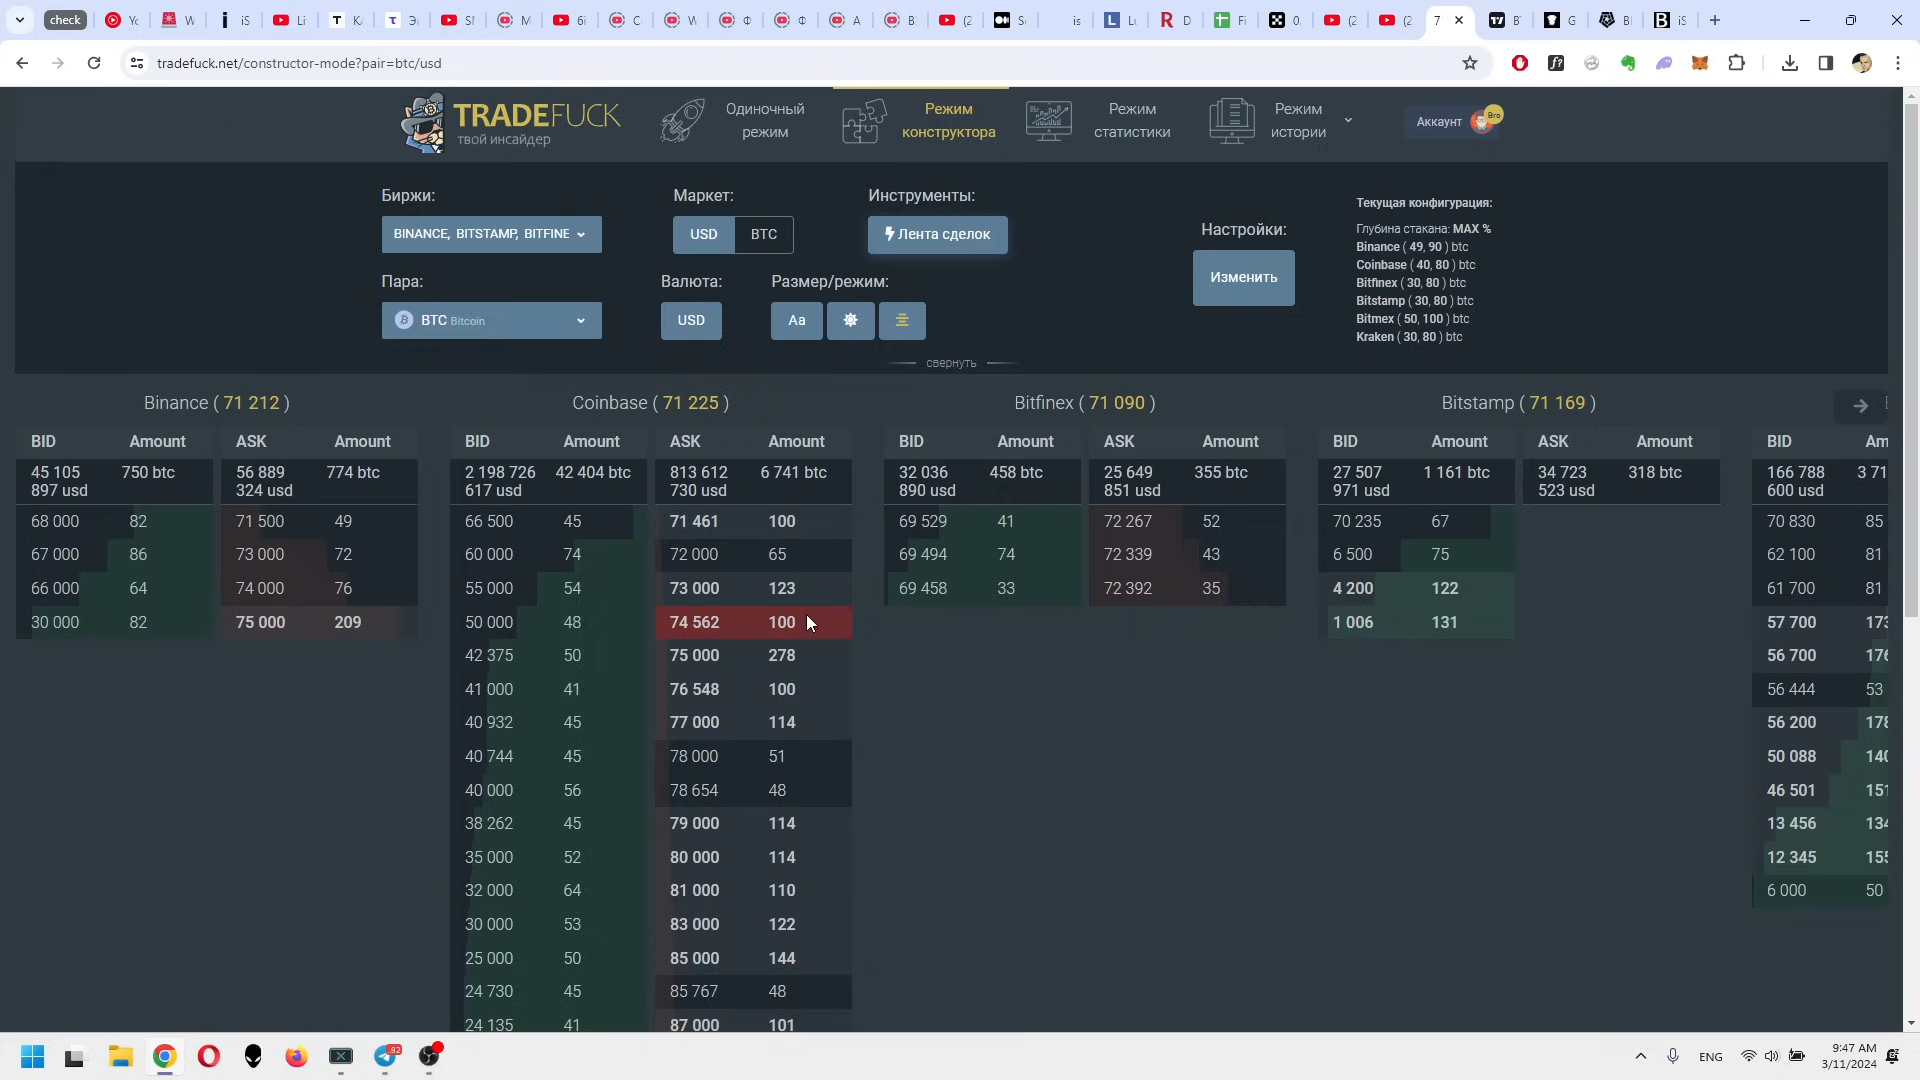 check
tradefuck.net/constructor-mode?pair=btc/usd
TRADEFUCK
твой инсайдер
Одиночный
режим
Режим
конструктора
Режим
статистики
Режим
истории
Аккаунт
Bro
Биржи:
BINANCE, BITSTAMP, BITFINE
Маркет:
USD BTC
Инструменты:
Лента сделок
Пара:
BTC Bitcoin
Валюта:
USD
Размер/режим:
Aa
Настройки:
Изменить
Текущая конфигурация:
Глубина стакана: MAX %
Binance ( 49, 90 ) btc
Coinbase ( 40, 80 ) btc
Bitfinex ( 30, 80 ) btc
Bitstamp ( 30, 80 ) btc
Bitmex ( 50, 100 ) btc
Kraken ( 30, 80 ) btc
свернуть
Binance ( 71 212 )
BID Amount ASK Amount
45 105 897 usd 750 btc 56 889 324 usd 774 btc
68 000 82 71 500 49
67 000 86 73 000 72
66 000 64 74 000 76
30 000 82 75 000 209
Coinbase ( 71 225 )
BID Amount ASK Amount
2 198 726 617 usd 42 404 btc 813 612 730 usd 6 741 btc
66 500 45 71 461 100
60 000 74 72 000 65
55 000 54 73 000 123
50 000 48 74 562 100
42 375 50 75 000 278
41 000 41 76 548 100
40 932 45 77 000 114
40 744 45 78 000 51
40 000 56 78 654 48
38 262 45 79 000 114
35 000 52 80 000 114
32 000 64 81 000 110
30 000 53 83 000 122
25 000 50 85 000 144
24 730 45 85 767 48
24 135 41 87 000 101
Bitfinex ( 71 090 )
BID Amount ASK Amount
32 036 890 usd 458 btc 25 649 851 usd 355 btc
69 529 41 72 267 52
69 494 74 72 339 43
69 458 33 72 392 35
Bitstamp ( 71 169 )
BID Amount ASK Amount
27 507 971 usd 1 161 btc 34 723 523 usd 318 btc
70 235 67
6 500 75
4 200 122
1 006 131
BID Am
166 788 600 usd 3 71
70 830 85
62 100 81
61 700 81
57 700 173
56 700 176
56 444 53
56 200 178
50 088 140
46 501 151
13 456 134
12 345 155
6 000 50
92
ENG
9:47 AM
3/11/2024